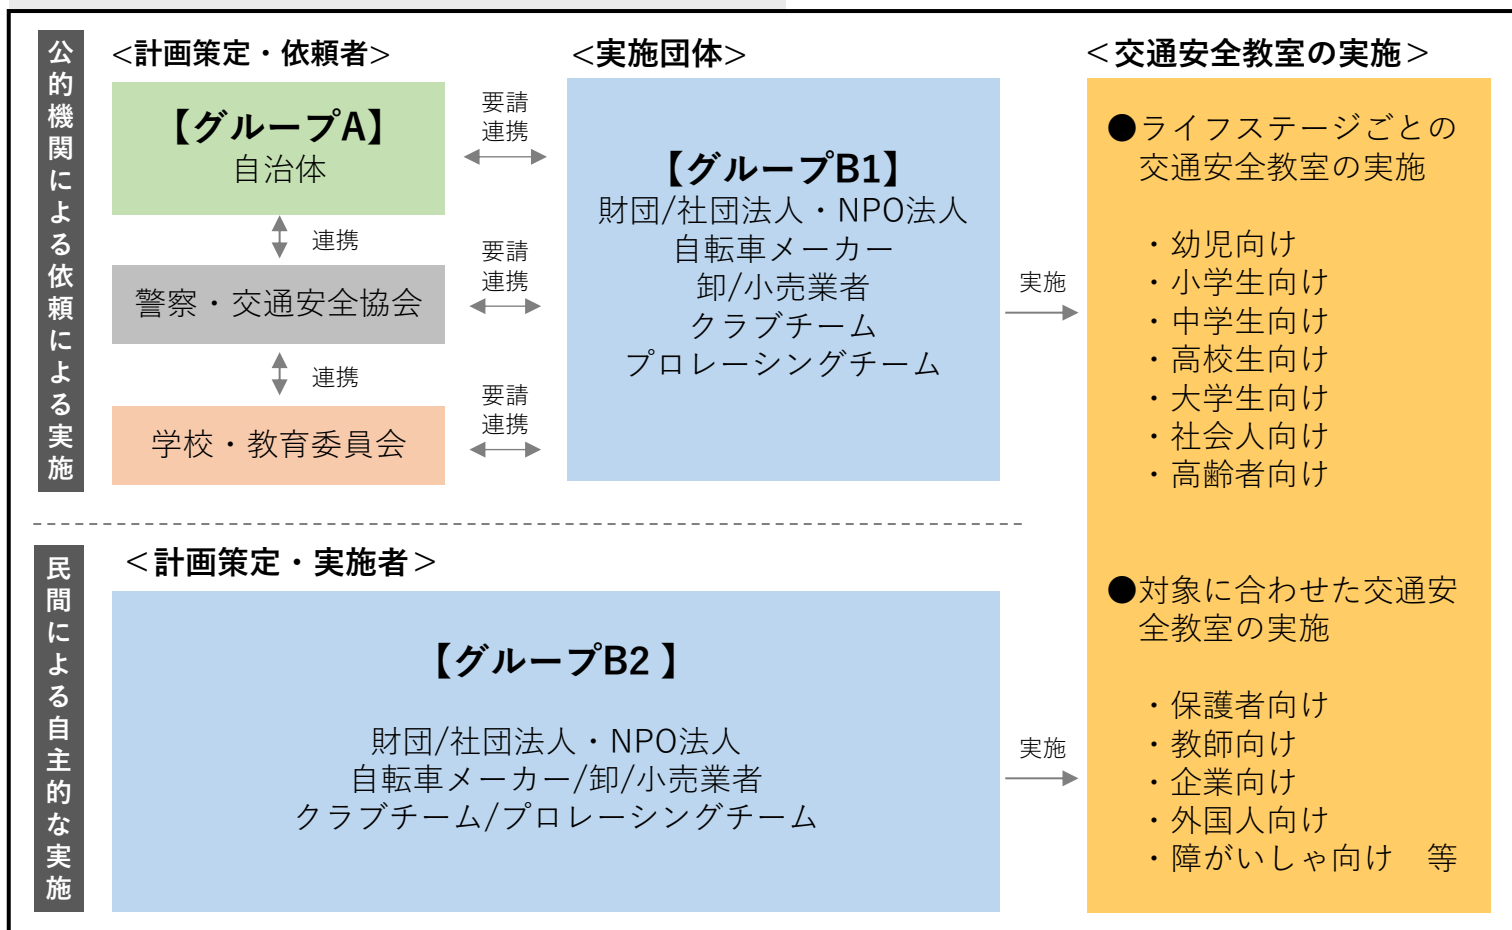 公的機関による依頼による実施
<計画策定・依頼者>
【グループA】
自治体
連携
警察・交通安全協会
連携
学校・教育委員会
要請
連携
要請
連携
要請
連携
<実施団体>
【グループB1】
財団/社団法人・NPO法人
自転車メーカー
卸/小売業者
クラブチーム
プロレーシングチーム
実施
民間による自主的な実施
＜計画策定・実施者＞
【グループB2 】
財団/社団法人・NPO法人
自転車メーカー/卸/小売業者
クラブチーム/プロレーシングチーム
実施
＜交通安全教室の実施＞
●ライフステージごとの
交通安全教室の実施
・幼児向け
・小学生向け
・中学生向け
・高校生向け
・大学生向け
・社会人向け
・高齢者向け
●対象に合わせた交通安
全教室の実施
・保護者向け
・教師向け
・企業向け
・外国人向け
・障がいしゃ向け　等